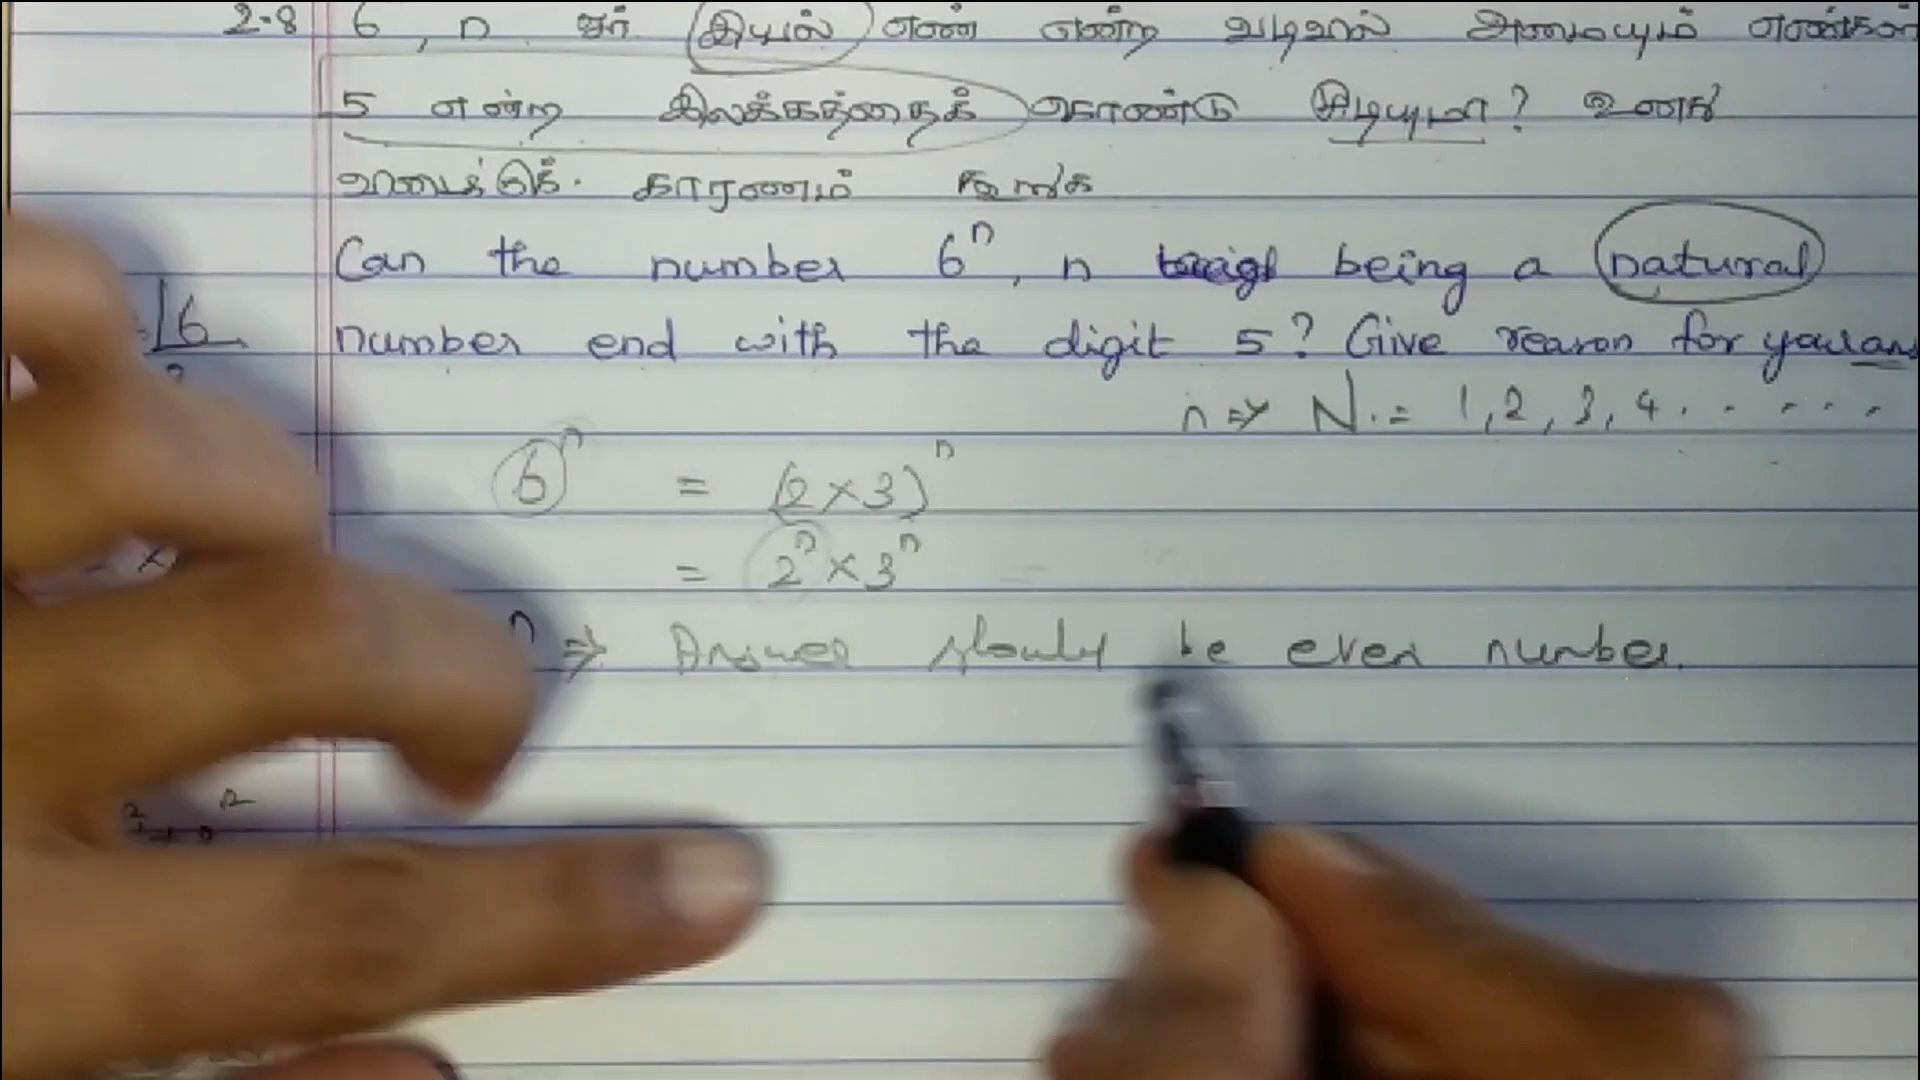 2.8 6, n ஓர் இயல் எண் என்ற வடிவில் அமையும் எண்கள்
5 என்ற இலக்கத்தைக் கொண்டு முடியுமா? உனது
காரணம் கூறுக
Can the number 6ⁿ, n being a natural
number end with the digit 5? Give reason for your ans
n ⇒ N = 1, 2, 3, 4 . . . . . .
6
6ⁿ = (2 × 3)ⁿ
= 2ⁿ × 3ⁿ
n ⇒ Answer should be even number.